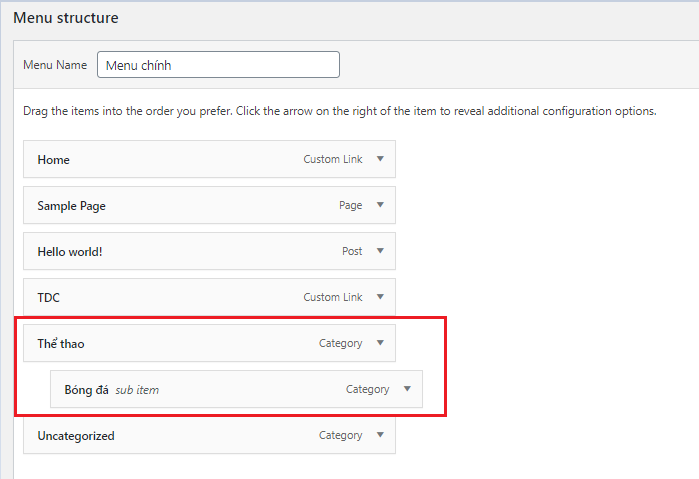 Menu structure
Menu Name Menu chính
Drag the items into the order you prefer. Click the arrow on the right of the item to reveal additional configuration options.
Home Custom Link
Sample Page Page
Hello world! Post
TDC Custom Link
Thể thao Category
Bóng đá sub item Category
Uncategorized Category